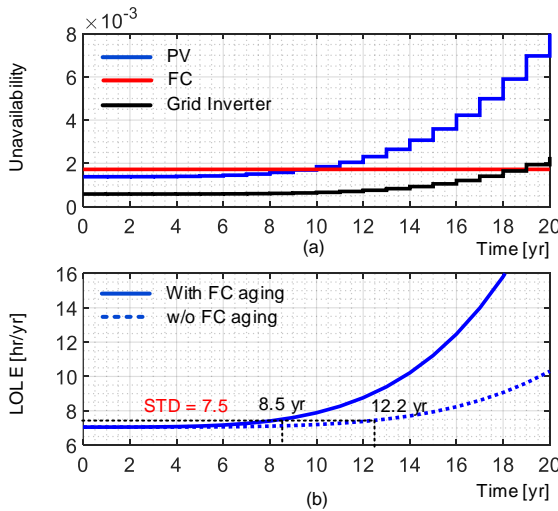 ×10⁻³
8
6
4
2
0
Unavailability
PV
FC
Grid Inverter
0 2 4 6 8 10 12 14 16 18 20
(a)
Time [yr]
16
14
12
10
8
6
LOLE [hr/yr]
With FC aging
w/o FC aging
STD = 7.5
8.5 yr
12.2 yr
0 2 4 6 8 10 12 14 16 18 20
Time [yr]
(b)